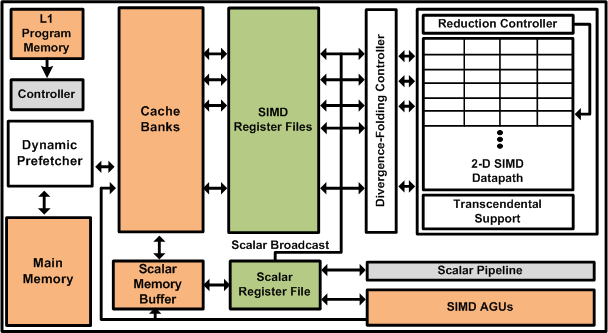 L1
Program
Memory
Controller
Dynamic
Prefetcher
Main
Memory
Cache
Banks
SIMD
Register Files
Divergence-Folding Controller
Reduction Controller
2-D SIMD
Datapath
Transcendental
Support
Scalar Broadcast
Scalar
Memory
Buffer
Scalar
Register File
Scalar Pipeline
SIMD AGUs